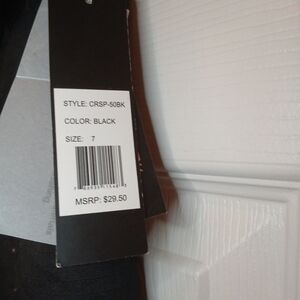 STYLE: CRSP-50BK
COLOR: BLACK
SIZE: 7
MSRP: $29.50